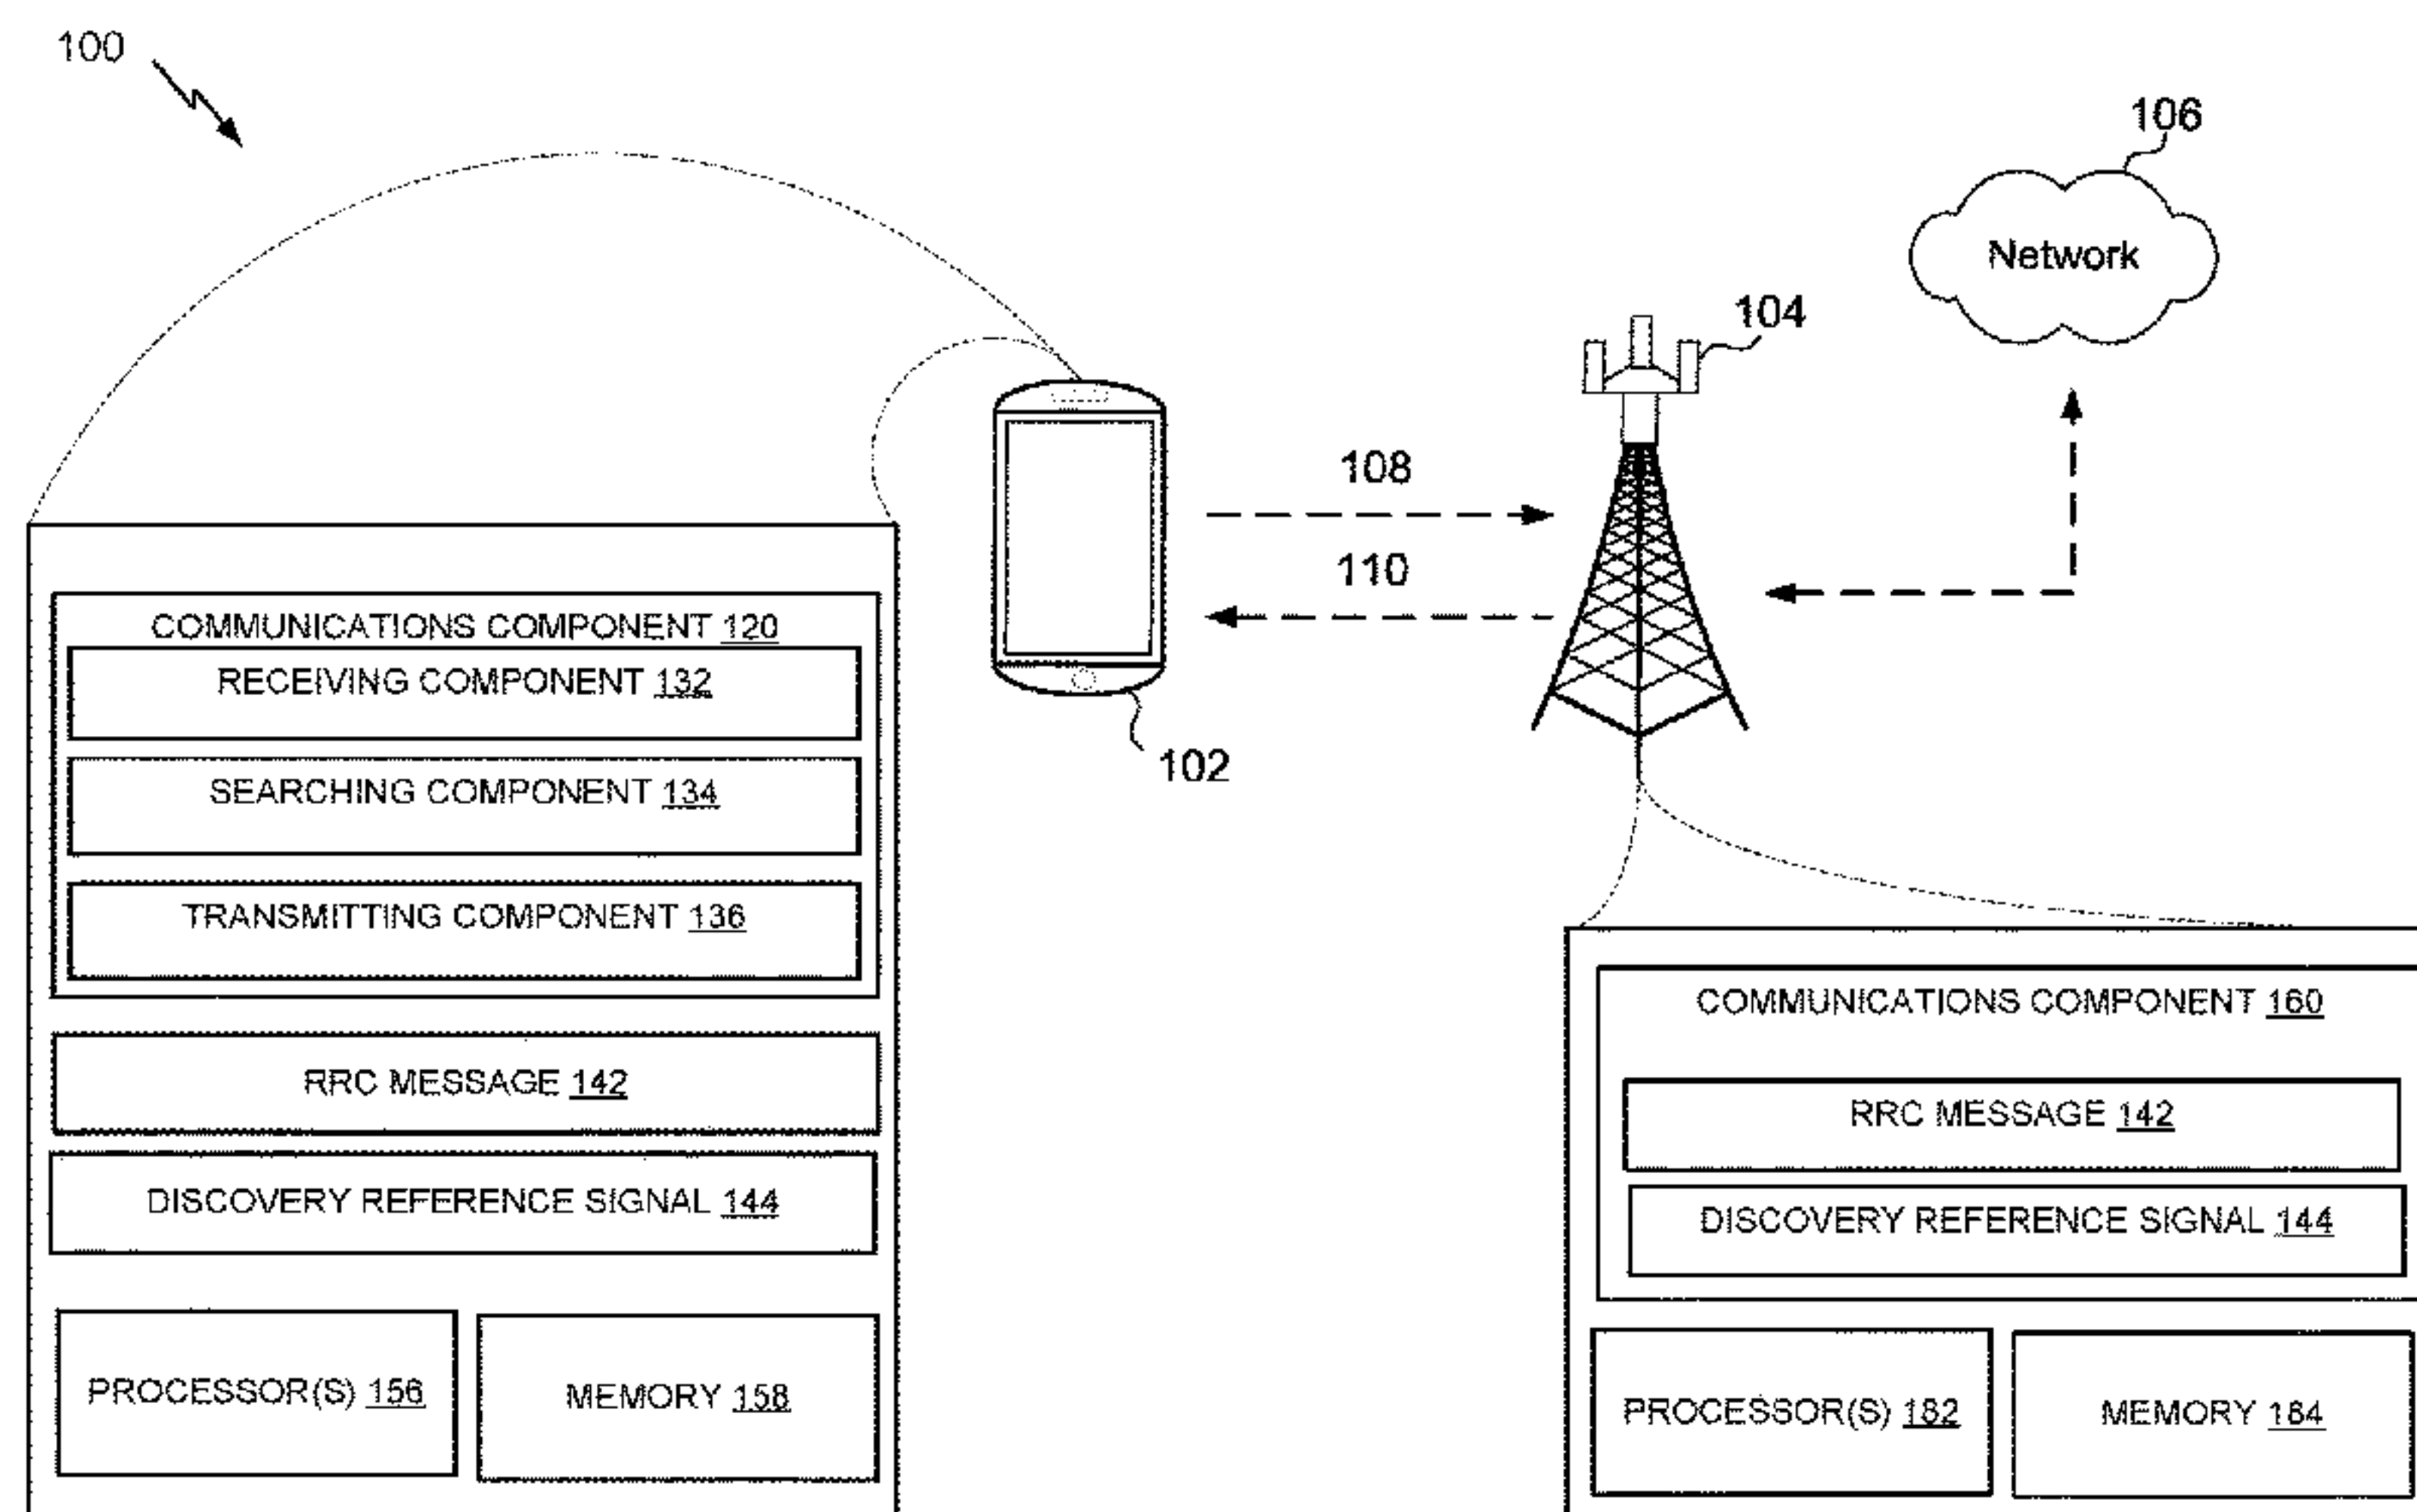 100
106
Network
104
108
110
102
COMMUNICATIONS COMPONENT 120
RECEIVING COMPONENT 132
SEARCHING COMPONENT 134
TRANSMITTING COMPONENT 136
RRC MESSAGE 142
DISCOVERY REFERENCE SIGNAL 144
PROCESSOR(S) 156
MEMORY 158
COMMUNICATIONS COMPONENT 160
RRC MESSAGE 142
DISCOVERY REFERENCE SIGNAL 144
PROCESSOR(S) 182
MEMORY 184